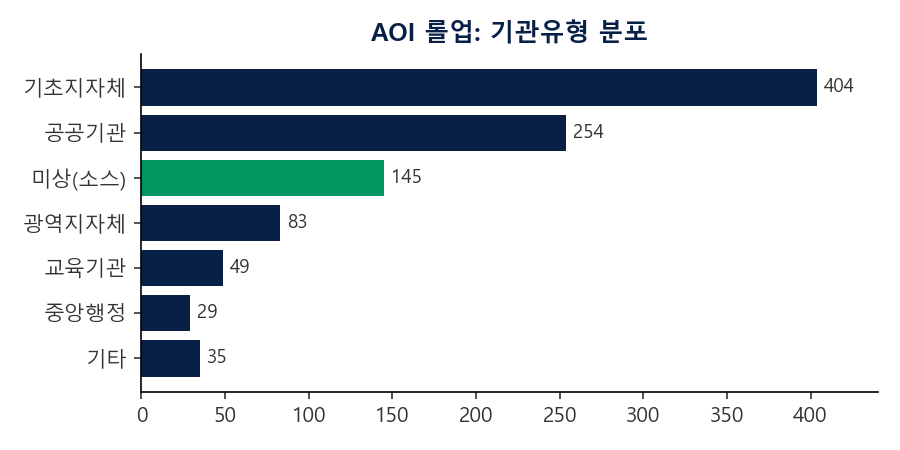 AOI 롤업: 기관유형 분포
기초지자체 404
공공기관 254
미상(소스) 145
광역지자체 83
교육기관 49
중앙행정 29
기타 35
0 50 100 150 200 250 300 350 400